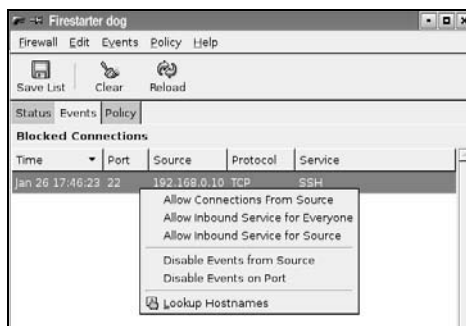 Firestarter dog
Firewall Edit Events Policy Help
Save List Clear Reload
Status Events Policy
Blocked Connections
Time Port Source Protocol Service
Jan 26 17:46:23 22 192.168.0.10 TCP SSH
Allow Connections From Source
Allow Inbound Service for Everyone
Allow Inbound Service for Source
Disable Events from Source
Disable Events on Port
Lookup Hostnames